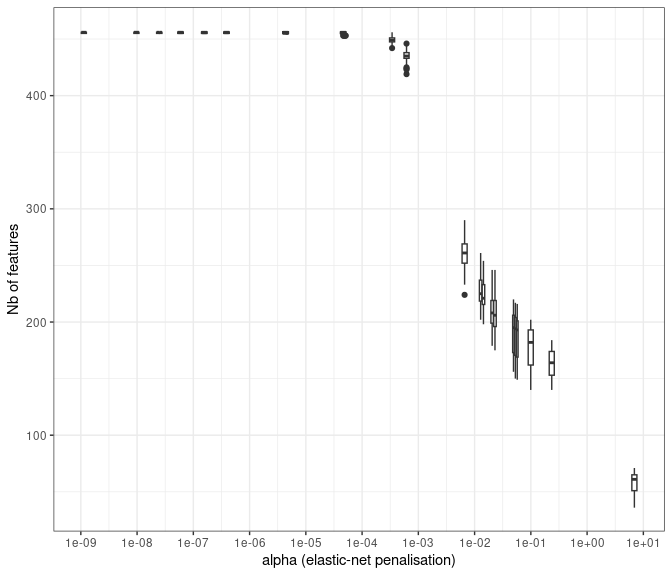 Nb of features
400
300
200
100
1e-09 1e-08 1e-07 1e-06 1e-05 1e-04 1e-03 1e-02 1e-01 1e+00 1e+01
alpha (elastic-net penalisation)